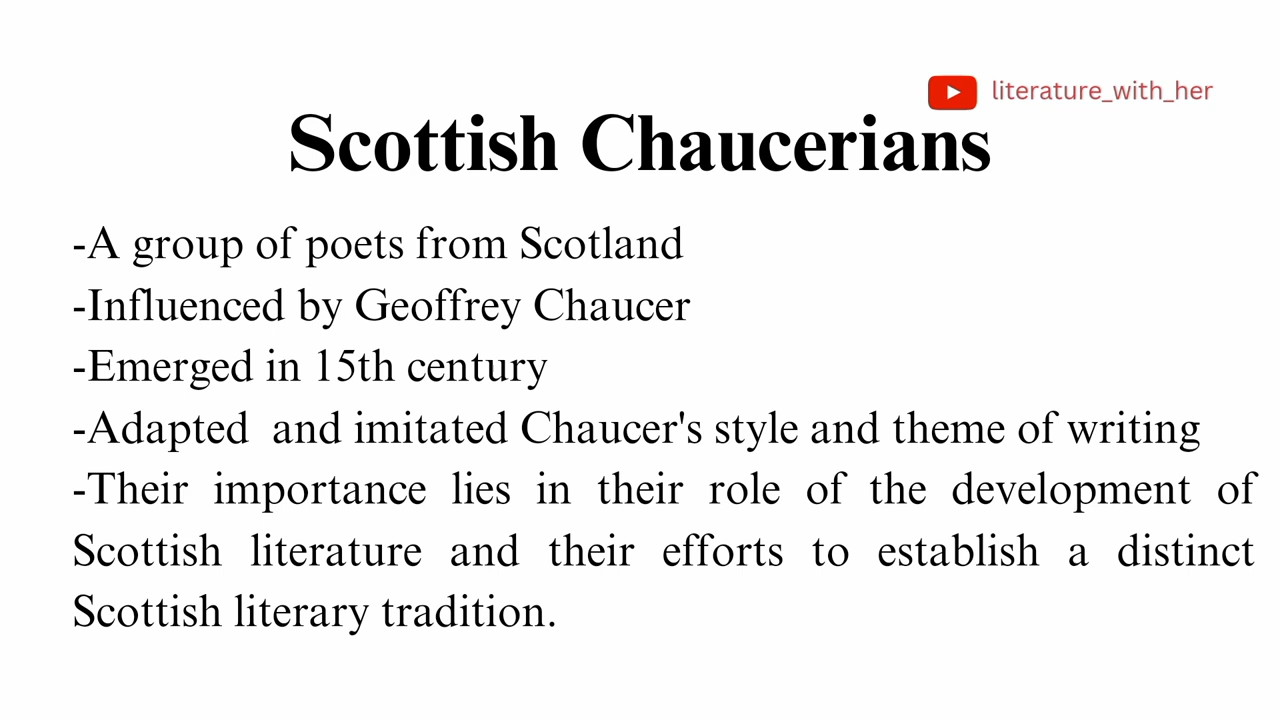 literature_with_her
Scottish Chaucerians
-A group of poets from Scotland
-Influenced by Geoffrey Chaucer
-Emerged in 15th century
-Adapted  and imitated Chaucer's style and theme of writing
-Their importance lies in their role of the development of
Scottish literature and their efforts to establish a distinct
Scottish literary tradition.